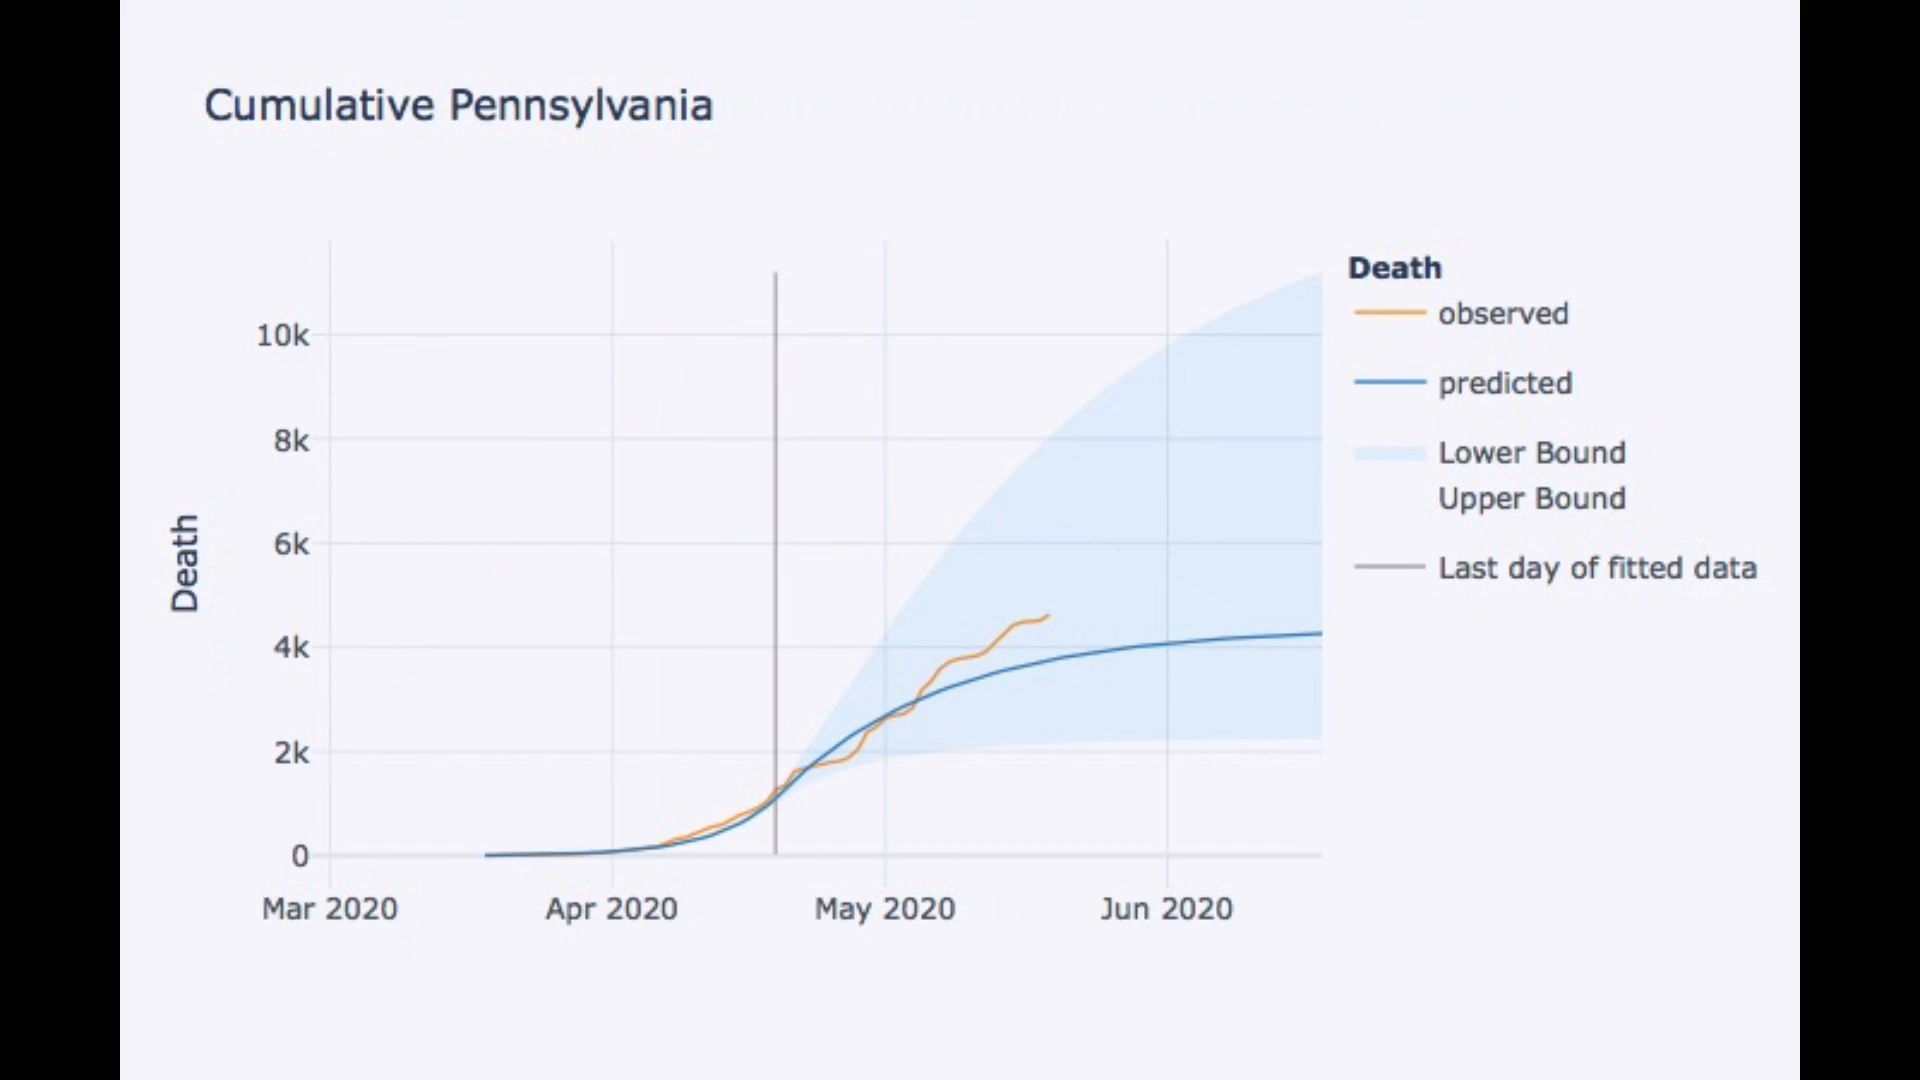 Cumulative Pennsylvania
Death
10k
8k
6k
4k
2k
0
Mar 2020
Apr 2020
May 2020
Jun 2020
Death
observed
predicted
Lower Bound
Upper Bound
Last day of fitted data